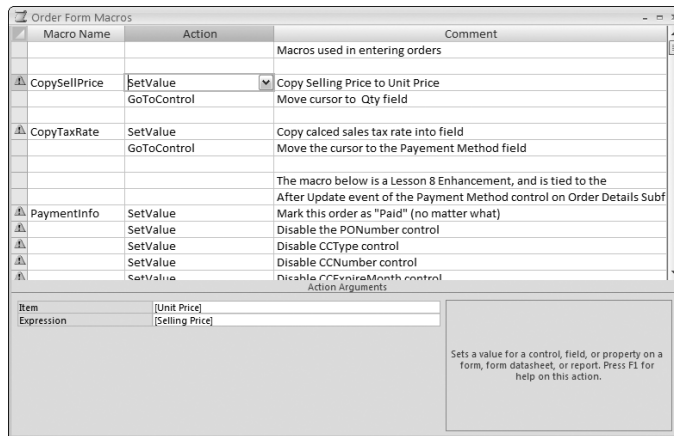 Order Form Macros
Macro Name Action Comment
Macros used in entering orders
CopySellPrice SetValue Copy Selling Price to Unit Price
GoToControl Move cursor to Qty field
CopyTaxRate SetValue Copy calced sales tax rate into field
GoToControl Move the cursor to the Payement Method field
The macro below is a Lesson 8 Enhancement, and is tied to the
After Update event of the Payment Method control on Order Details Subf
PaymentInfo SetValue Mark this order as "Paid" (no matter what)
SetValue Disable the PONumber control
SetValue Disable CCType control
SetValue Disable CCNumber control
SetValue Disable CCExpireMonth control
Action Arguments
Item [Unit Price]
Expression [Selling Price]
Sets a value for a control, field, or property on a
form, form datasheet, or report. Press F1 for
help on this action.